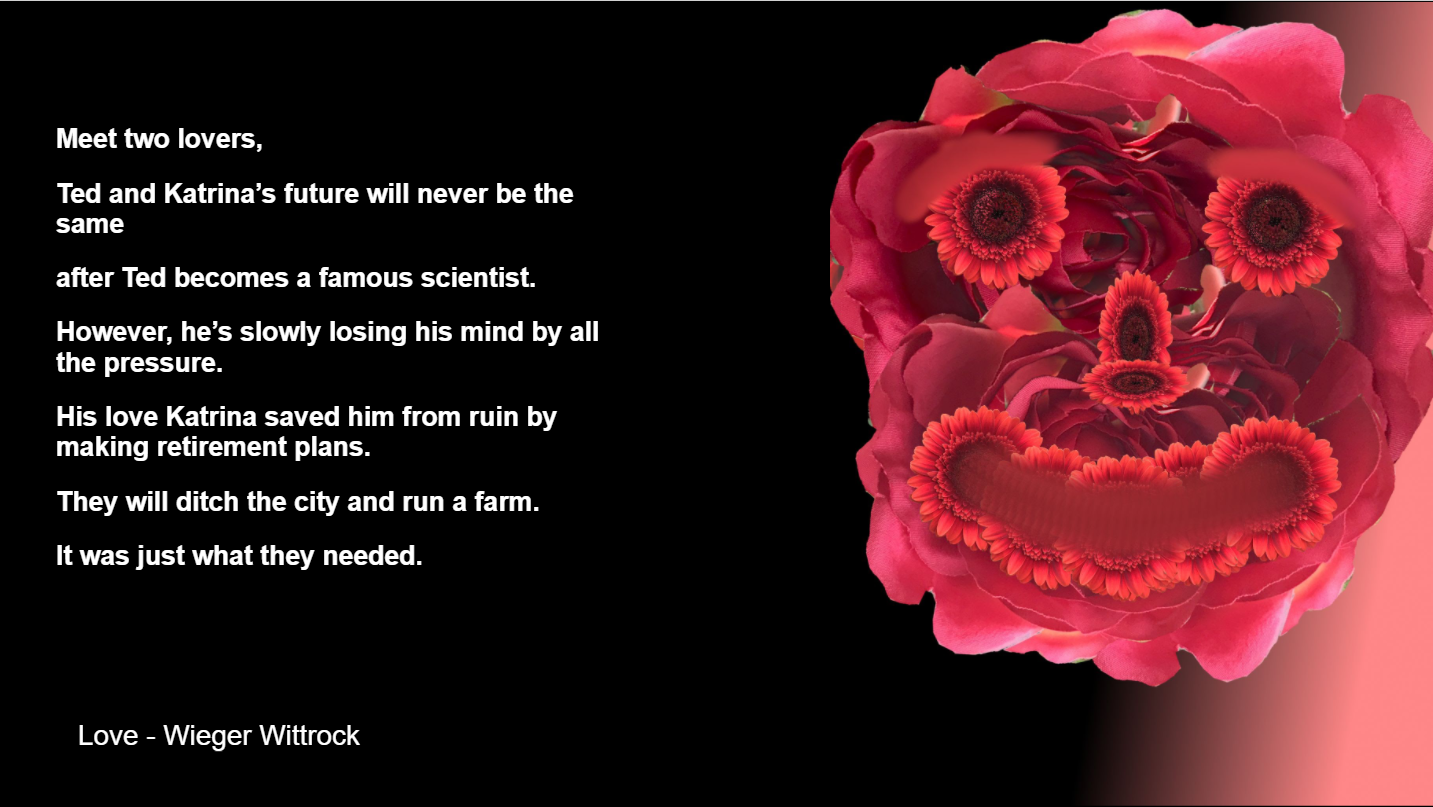 Meet two lovers,
Ted and Katrina’s future will never be the
same
after Ted becomes a famous scientist.
However, he’s slowly losing his mind by all
the pressure.
His love Katrina saved him from ruin by
making retirement plans.
They will ditch the city and run a farm.
It was just what they needed.
Love - Wieger Wittrock